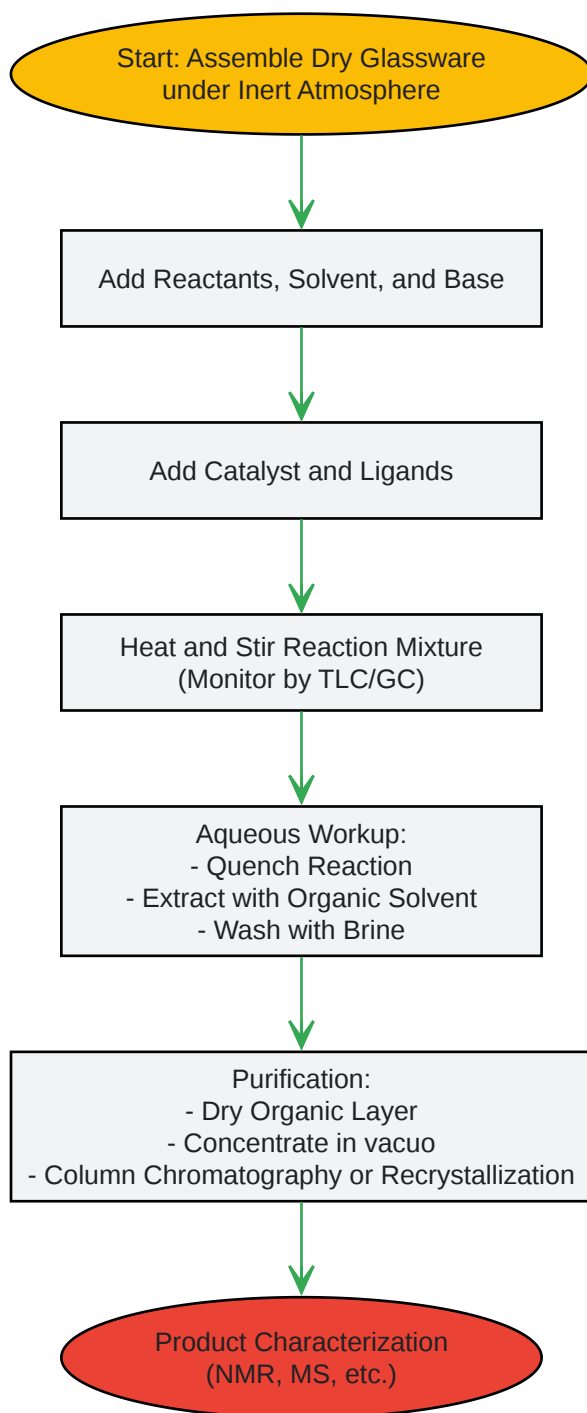 Start: Assemble Dry Glassware
under Inert Atmosphere
Add Reactants, Solvent, and Base
Add Catalyst and Ligands
Heat and Stir Reaction Mixture
(Monitor by TLC/GC)
Aqueous Workup:
- Quench Reaction
- Extract with Organic Solvent
- Wash with Brine
Purification:
- Dry Organic Layer
- Concentrate in vacuo
- Column Chromatography or Recrystallization
Product Characterization
(NMR, MS, etc.)